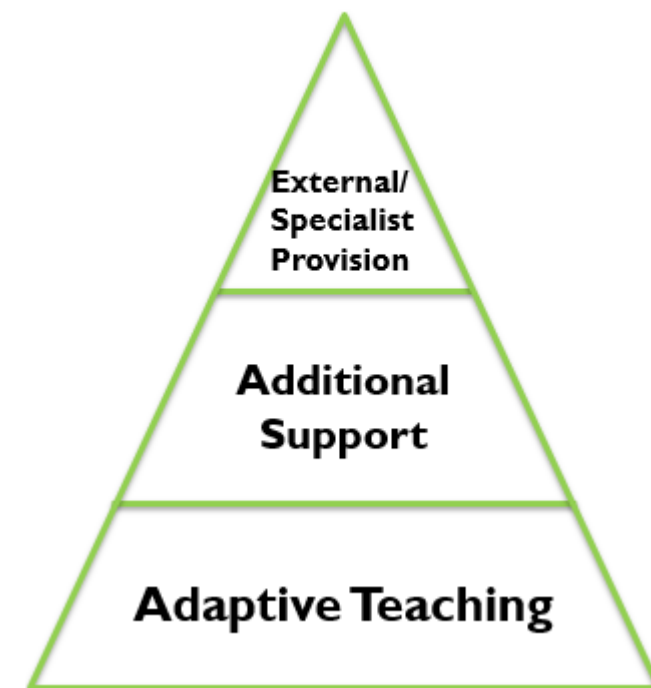 External/
Specialist
Provision
Additional
Support
Adaptive Teaching